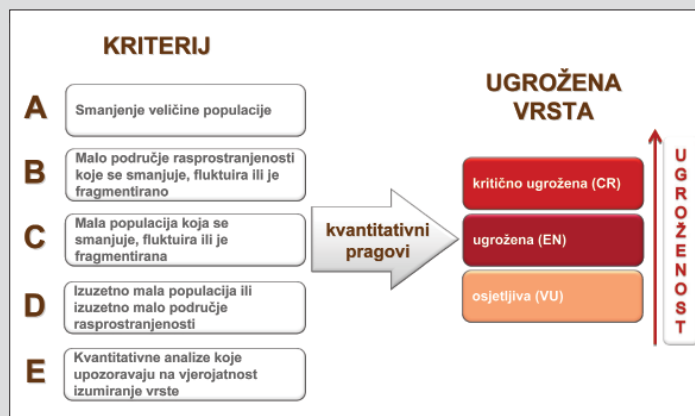 KRITERIJ
A
Smanjenje veličine populacije
B
Malo područje rasprostranjenosti
koje se smanjuje, fluktuira ili je
fragmentirano
C
Mala populacija koja se
smanjuje, fluktuira ili je
fragmentirana
D
Izuzetno mala populacija ili
izuzetno malo područje
rasprostranjenosti
E
Kvantitativne analize koje
upozoravaju na vjerojatnost
izumiranje vrste
kvantitativni
pragovi
UGROŽENA
VRSTA
kritično ugrožena (CR)
ugrožena (EN)
osjetljiva (VU)
UGROŽENOST